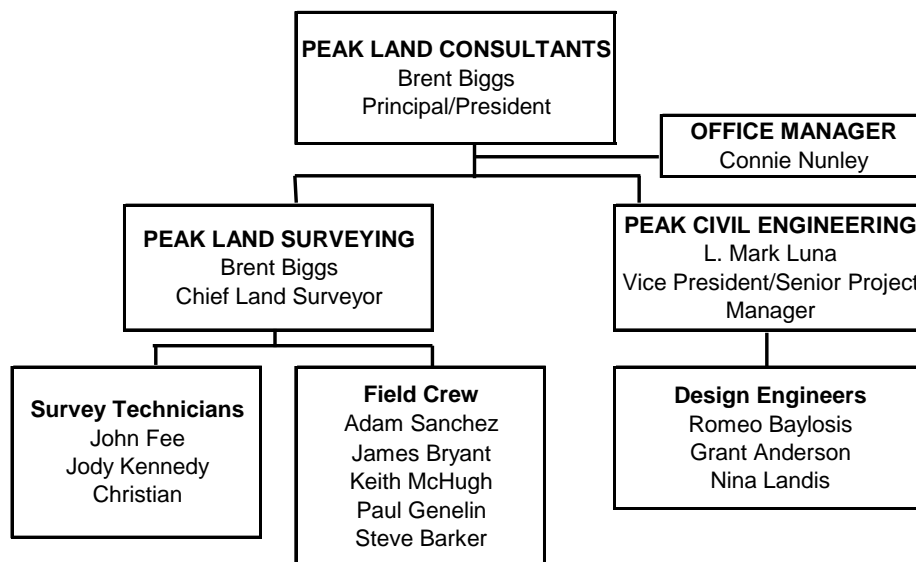 PEAK LAND CONSULTANTS
Brent Biggs
Principal/President
OFFICE MANAGER
Connie Nunley
PEAK LAND SURVEYING
Brent Biggs
Chief Land Surveyor
PEAK CIVIL ENGINEERING
L. Mark Luna
Vice President/Senior Project
Manager
Survey Technicians
John Fee
Jody Kennedy
Christian
Field Crew
Adam Sanchez
James Bryant
Keith McHugh
Paul Genelin
Steve Barker
Design Engineers
Romeo Baylosis
Grant Anderson
Nina Landis